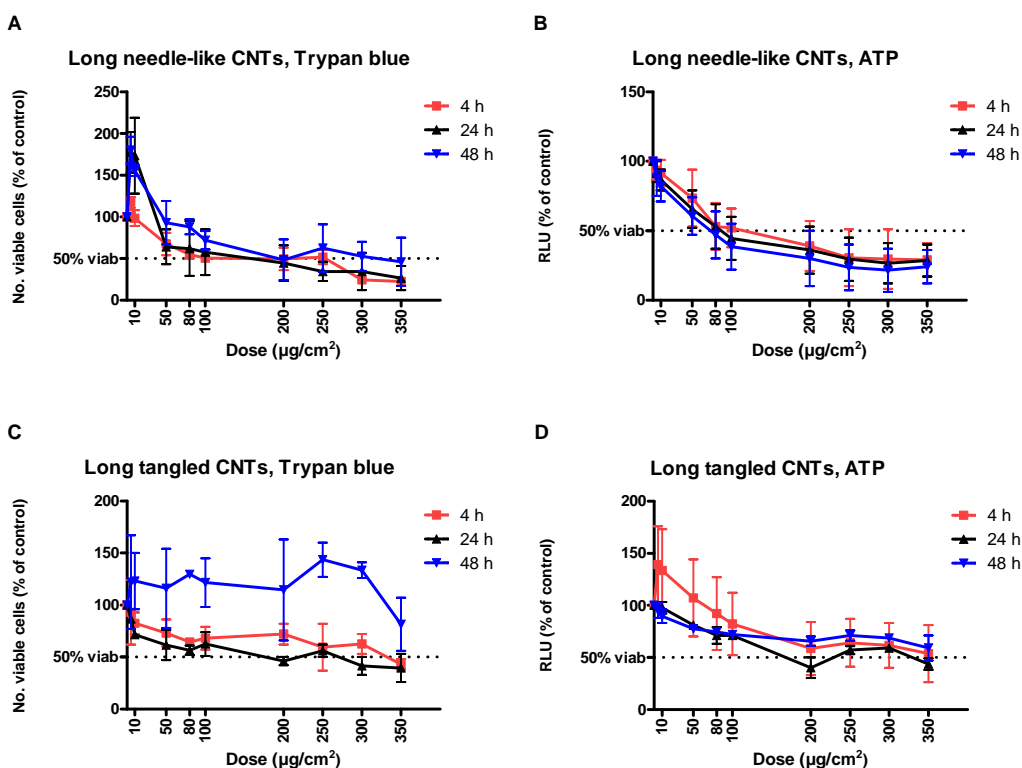 A
Long needle-like CNTs, Trypan blue
No. viable cells (% of control)
250
200
150
100
50% viab
0
10
50
80
100
200
250
300
350
Dose (µg/cm²)
4 h
24 h
48 h
B
Long needle-like CNTs, ATP
RLU (% of control)
150
100
50% viab
0
10
50
80
100
200
250
300
350
Dose (µg/cm²)
4 h
24 h
48 h
C
Long tangled CNTs, Trypan blue
No. viable cells (% of control)
200
150
100
50% viab
0
10
50
80
100
200
250
300
350
Dose (µg/cm²)
4 h
24 h
48 h
D
Long tangled CNTs, ATP
RLU (% of control)
200
150
100
50% viab
0
10
50
80
100
200
250
300
350
Dose (µg/cm²)
4 h
24 h
48 h